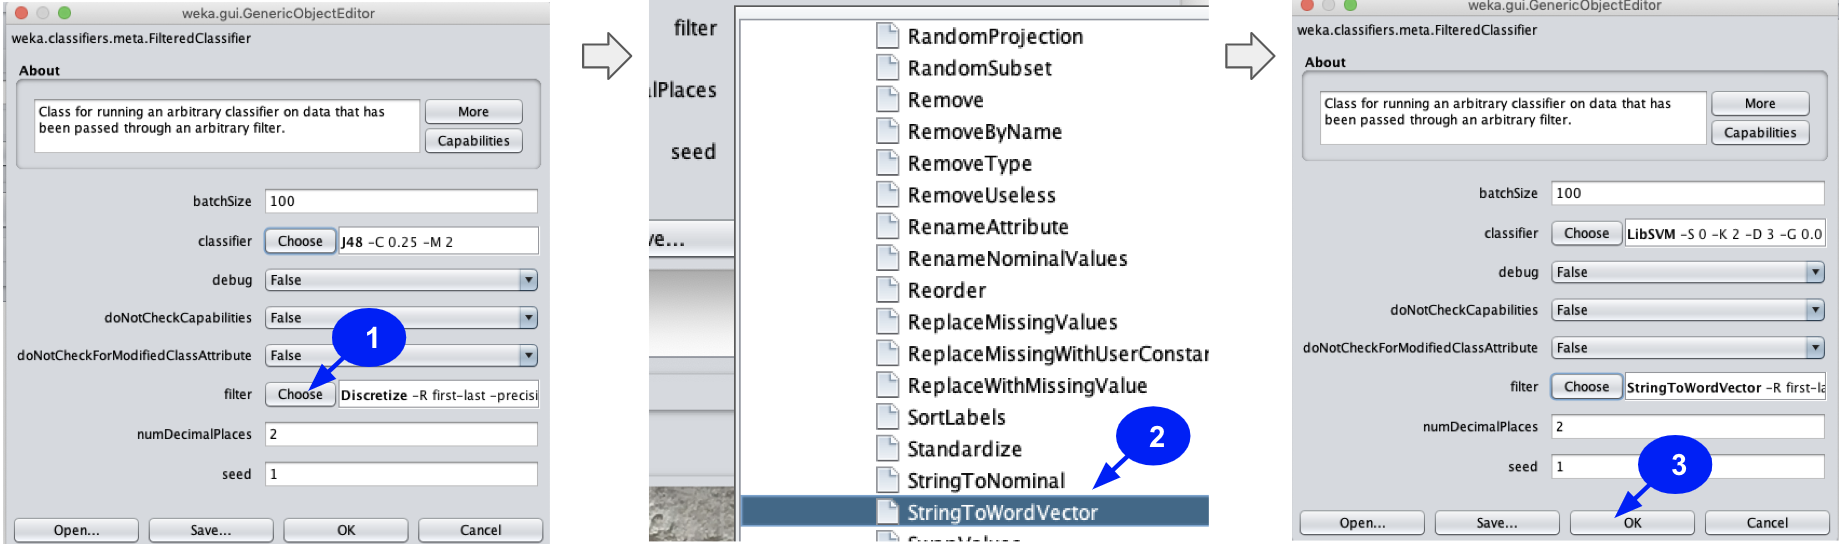 weka.gui.GenericObjectEditor
weka.classifiers.meta.FilteredClassifier
About
Class for running an arbitrary classifier on data that has
been passed through an arbitrary filter.
More
Capabilities
batchSize 100
classifier Choose J48 -C 0.25 -M 2
debug False
doNotCheckCapabilities False
1
doNotCheckForModifiedClassAttribute False
filter Choose Discretize -R first-last -precisi
numDecimalPlaces 2
seed 1
Open... Save... OK Cancel
filter
lPlaces
seed
ve...
RandomProjection
RandomSubset
Remove
RemoveByName
RemoveType
RemoveUseless
RenameAttribute
RenameNominalValues
Reorder
ReplaceMissingValues
ReplaceMissingWithUserConstar
ReplaceWithMissingValue
SortLabels
2
Standardize
StringToNominal
StringToWordVector
SwapValues
weka.gui.GenericObjectEditor
weka.classifiers.meta.FilteredClassifier
About
Class for running an arbitrary classifier on data that has
been passed through an arbitrary filter.
More
Capabilities
batchSize 100
classifier Choose LibSVM -S 0 -K 2 -D 3 -G 0.0
debug False
doNotCheckCapabilities False
doNotCheckForModifiedClassAttribute False
filter Choose StringToWordVector -R first-la
numDecimalPlaces 2
seed 1
3
Open... Save... OK Cancel